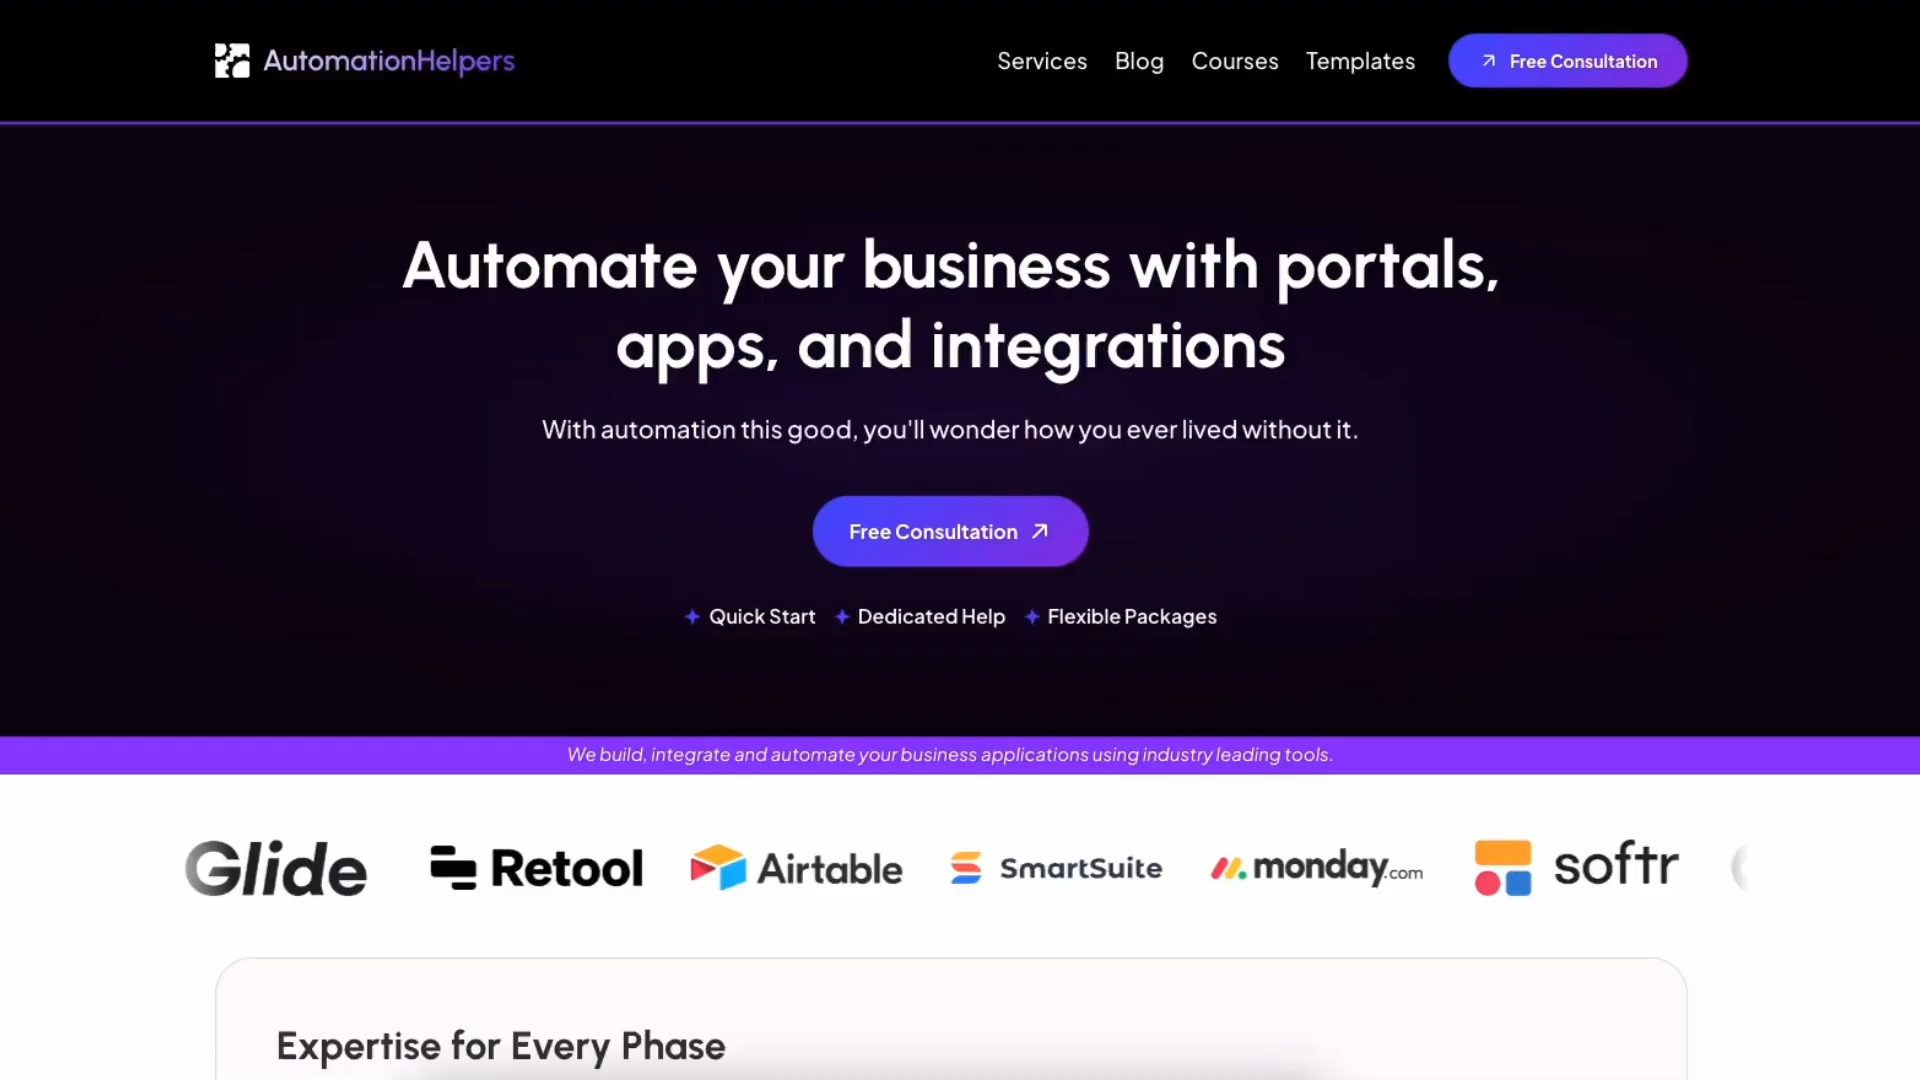 AutomationHelpers
Services Blog Courses Templates Free Consultation
Automate your business with portals,
apps, and integrations
With automation this good, you'll wonder how you ever lived without it.
Free Consultation
Quick Start Dedicated Help Flexible Packages
We build, integrate and automate your business applications using industry leading tools.
Glide Retool Airtable SmartSuite monday.com softr
Expertise for Every Phase